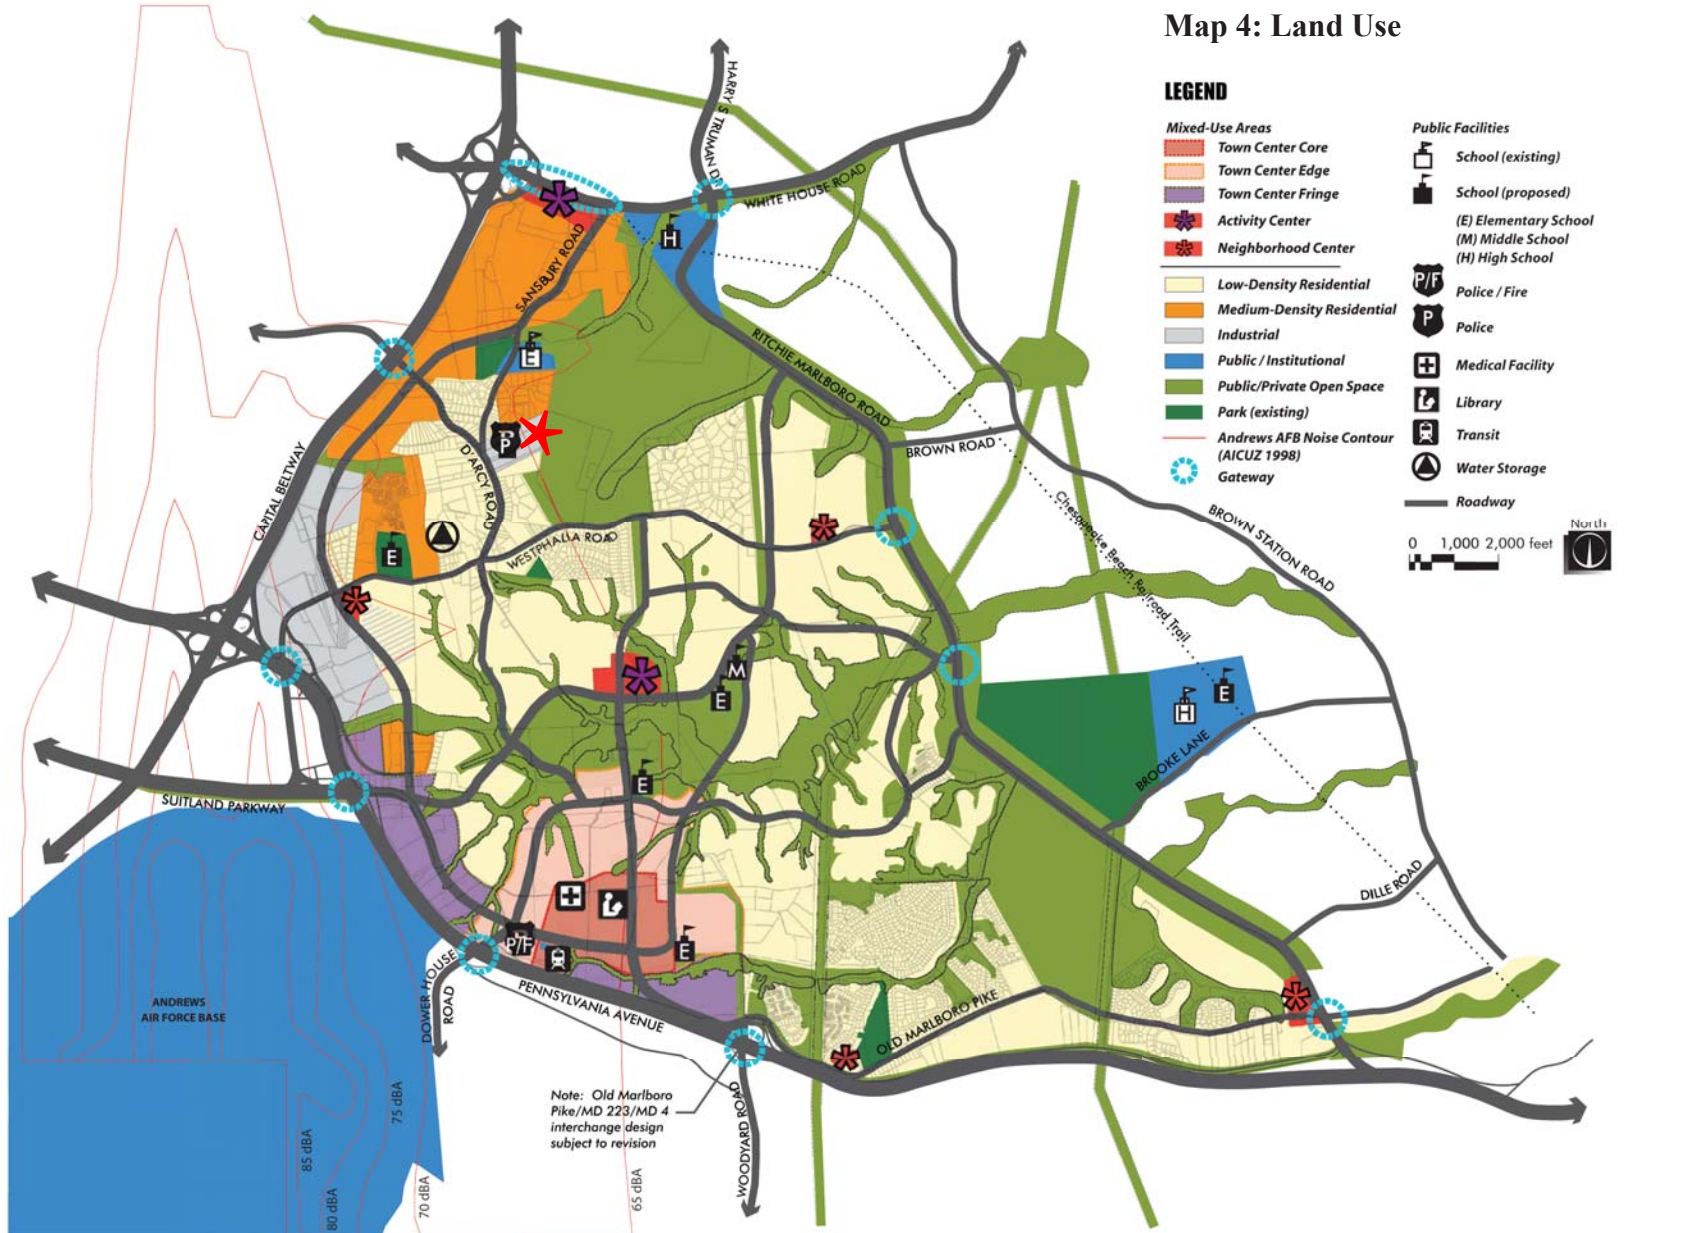 Map 4: Land Use
LEGEND
Mixed-Use Areas
Town Center Core
Town Center Edge
Town Center Fringe
Activity Center
Neighborhood Center
Low-Density Residential
Medium-Density Residential
Industrial
Public / Institutional
Public/Private Open Space
Park (existing)
Andrews AFB Noise Contour
(AICUZ 1998)
Gateway
Public Facilities
School (existing)
School (proposed)
(E) Elementary School
(M) Middle School
(H) High School
P/F
Police / Fire
P
Police
Medical Facility
Library
Transit
Water Storage
Roadway
North
0 1,000 2,000 feet
HARRY S TRUMAN DR
WHITE HOUSE ROAD
H
SANSBURY ROAD
E
RITCHIE MARLBORO ROAD
P
D'ARCY ROAD
BROWN ROAD
CAPITAL BELTWAY
Chesapeake Beach Railroad Trail
BROWN STATION ROAD
E
WESTPHALIA ROAD
M
E
H
E
BROOKE LANE
E
SUITLAND PARKWAY
DILLE ROAD
P/F
E
DOWER HOUSE
ROAD
PENNSYLVANIA AVENUE
OLD MARLBORO PIKE
ANDREWS
AIR FORCE BASE
Note: Old Marlboro
Pike/MD 223/MD 4
interchange design
subject to revision
WOODYARD ROAD
75 dBA
85 dBA
80 dBA
70 dBA
65 dBA